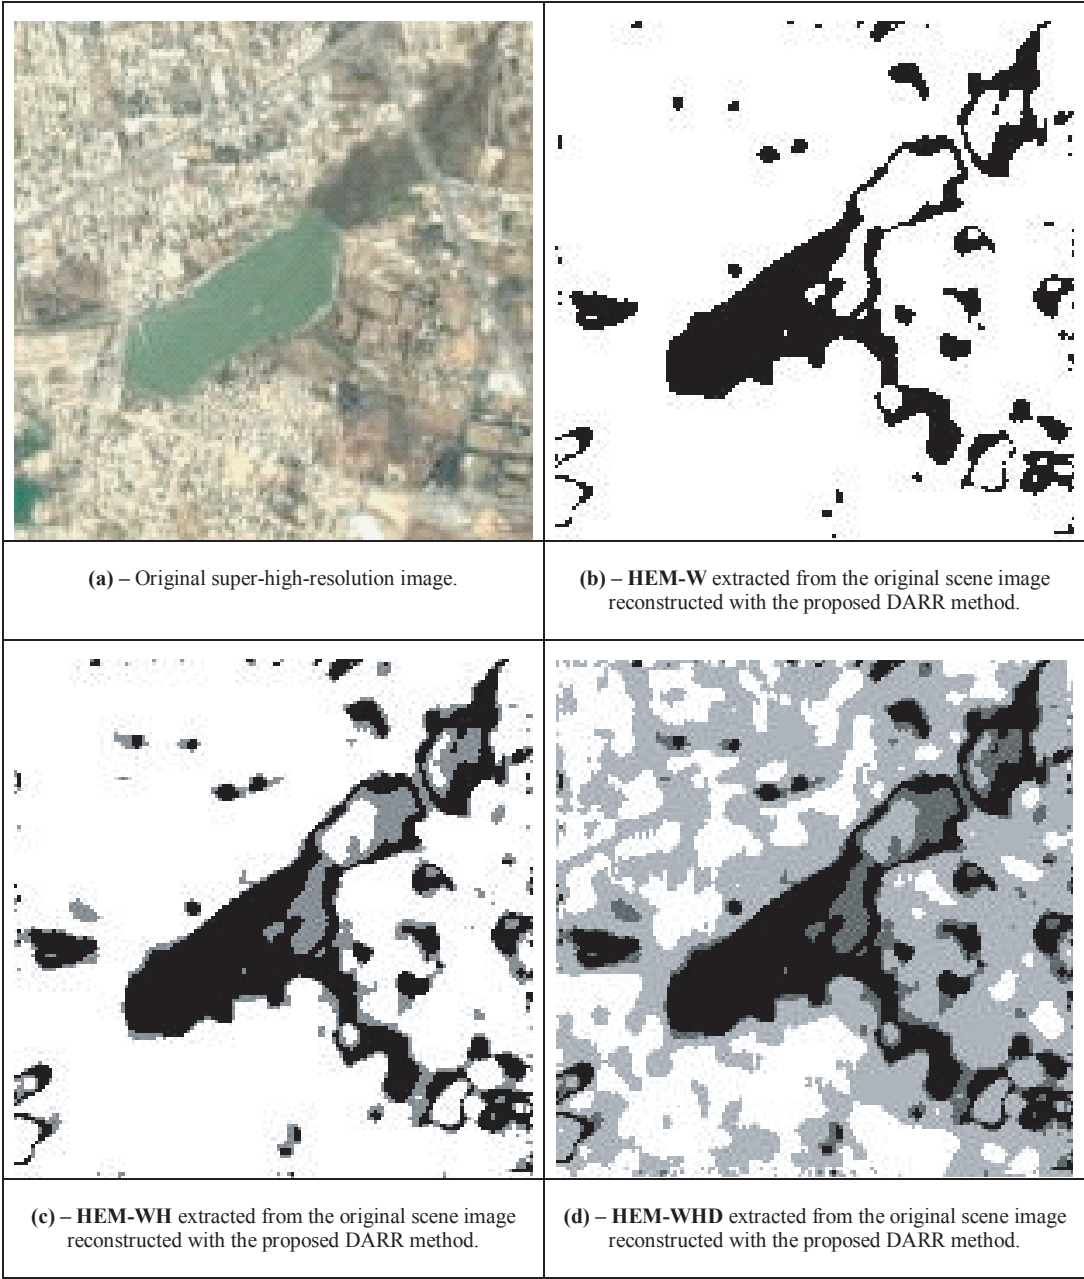 (a) – Original super-high-resolution image.
(b) – HEM-W extracted from the original scene image
reconstructed with the proposed DARR method.
(c) – HEM-WH extracted from the original scene image
reconstructed with the proposed DARR method.
(d) – HEM-WHD extracted from the original scene image
reconstructed with the proposed DARR method.